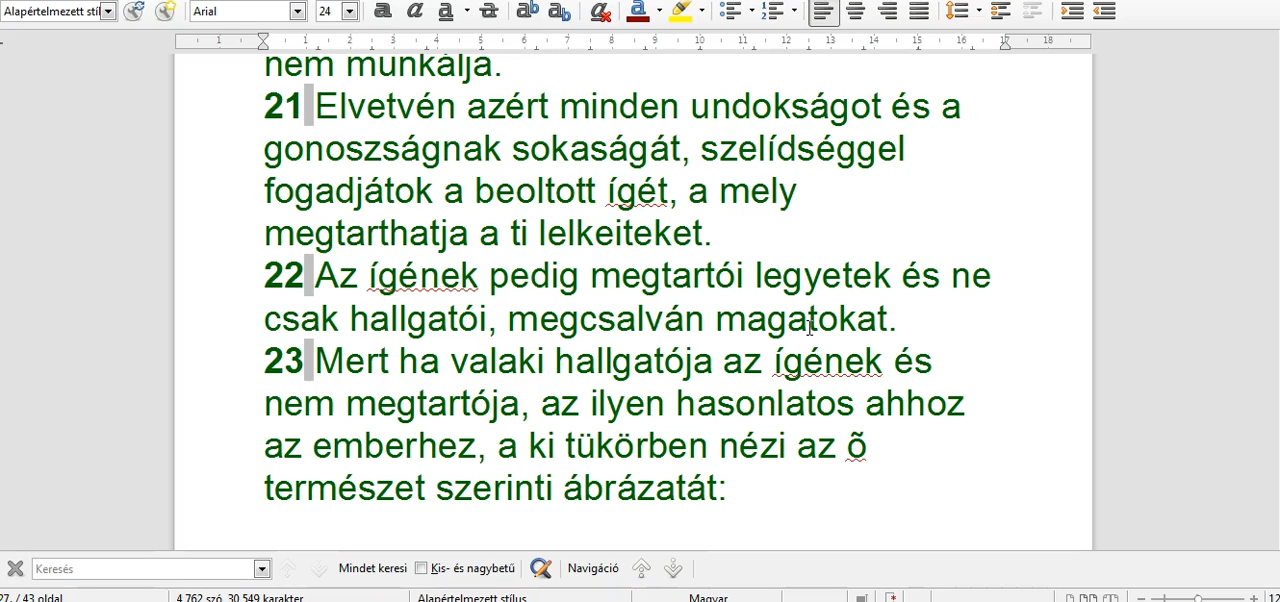 Alapértelmezett stíl Arial 24
1 1 2 3 4 5 6 7 8 9 10 11 12 13 14 15 16 17 18
nem munkálja.
21 Elvetvén azért minden undokságot és a
gonoszságnak sokaságát, szelídséggel
fogadjátok a beoltott ígét, a mely
megtarthatja a ti lelkeiteket.
22 Az ígének pedig megtartói legyetek és ne
csak hallgatói, megcsalván magatokat.
23 Mert ha valaki hallgatója az ígének és
nem megtartója, az ilyen hasonlatos ahhoz
az emberhez, a ki tükörben nézi az õ
természet szerinti ábrázatát:
Keresés Mindet keresi Kis- és nagybetű Navigáció
27. / 43 oldal 4 762 szó, 30 549 karakter Alapértelmezett stílus Magyar